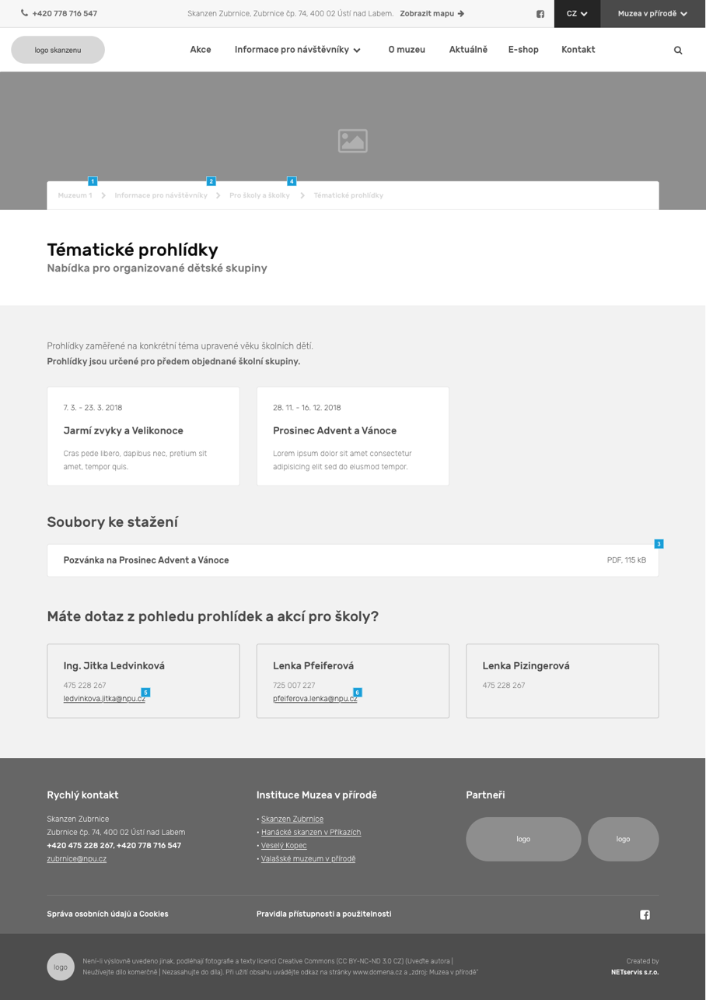 +420 778 716 547
Skanzen Zubrnice, Zubrnice čp. 74, 400 02 Ústí nad Labem. Zobrazit mapu
CZ
Muzea v přírodě
logo skanzenu
Akce
Informace pro návštěvníky
O muzeu
Aktuálně
E-shop
Kontakt
1
2
4
Muzeum 1
Informace pro návštěvníky
Pro školy a školky
Tématické prohlídky
Tématické prohlídky
Nabídka pro organizované dětské skupiny
Prohlídky zaměřené na konkrétní téma upravené věku školních dětí.
Prohlídky jsou určené pro předem objednané školní skupiny.
7. 3. - 23. 3. 2018
Jarmí zvyky a Velikonoce
Cras pede libero, dapibus nec, pretium sit
amet, tempor quis.
28. 11. - 16. 12. 2018
Prosinec Advent a Vánoce
Lorem ipsum dolor sit amet consectetur
adipisicing elit sed do eiusmod tempor.
Soubory ke stažení
3
Pozvánka na Prosinec Advent a Vánoce
PDF, 115 kB
Máte dotaz z pohledu prohlídek a akcí pro školy?
Ing. Jitka Ledvinková
475 228 267
5
ledvinkova.jitka@npu.cz
Lenka Pfeiferová
725 007 227
6
pfeiferova.lenka@npu.cz
Lenka Pizingerová
475 228 267
Rychlý kontakt
Skanzen Zubrnice
Zubrnice čp. 74, 400 02 Ústí nad Labem
+420 475 228 267, +420 778 716 547
zubrnice@npu.cz
Instituce Muzea v přírodě
• Skanzen Zubrnice
• Hanácké skanzen v Příkazích
• Veselý Kopec
• Valašské muzeum v přírodě
Partneři
logo
logo
Správa osobních údajů a Cookies
Pravidla přístupnosti a použitelnosti
logo
Není-li výslovně uvedeno jinak, podléhají fotografie a texty licenci Creative Commons (CC BY-NC-ND 3.0 CZ) (Uveďte autora |
Neužívejte dílo komerčně | Nezasahujte do díla). Při užití obsahu uvádějte odkaz na stránky www.domena.cz a „zdroj: Muzea v přírodě“
Created by
NETservis s.r.o.